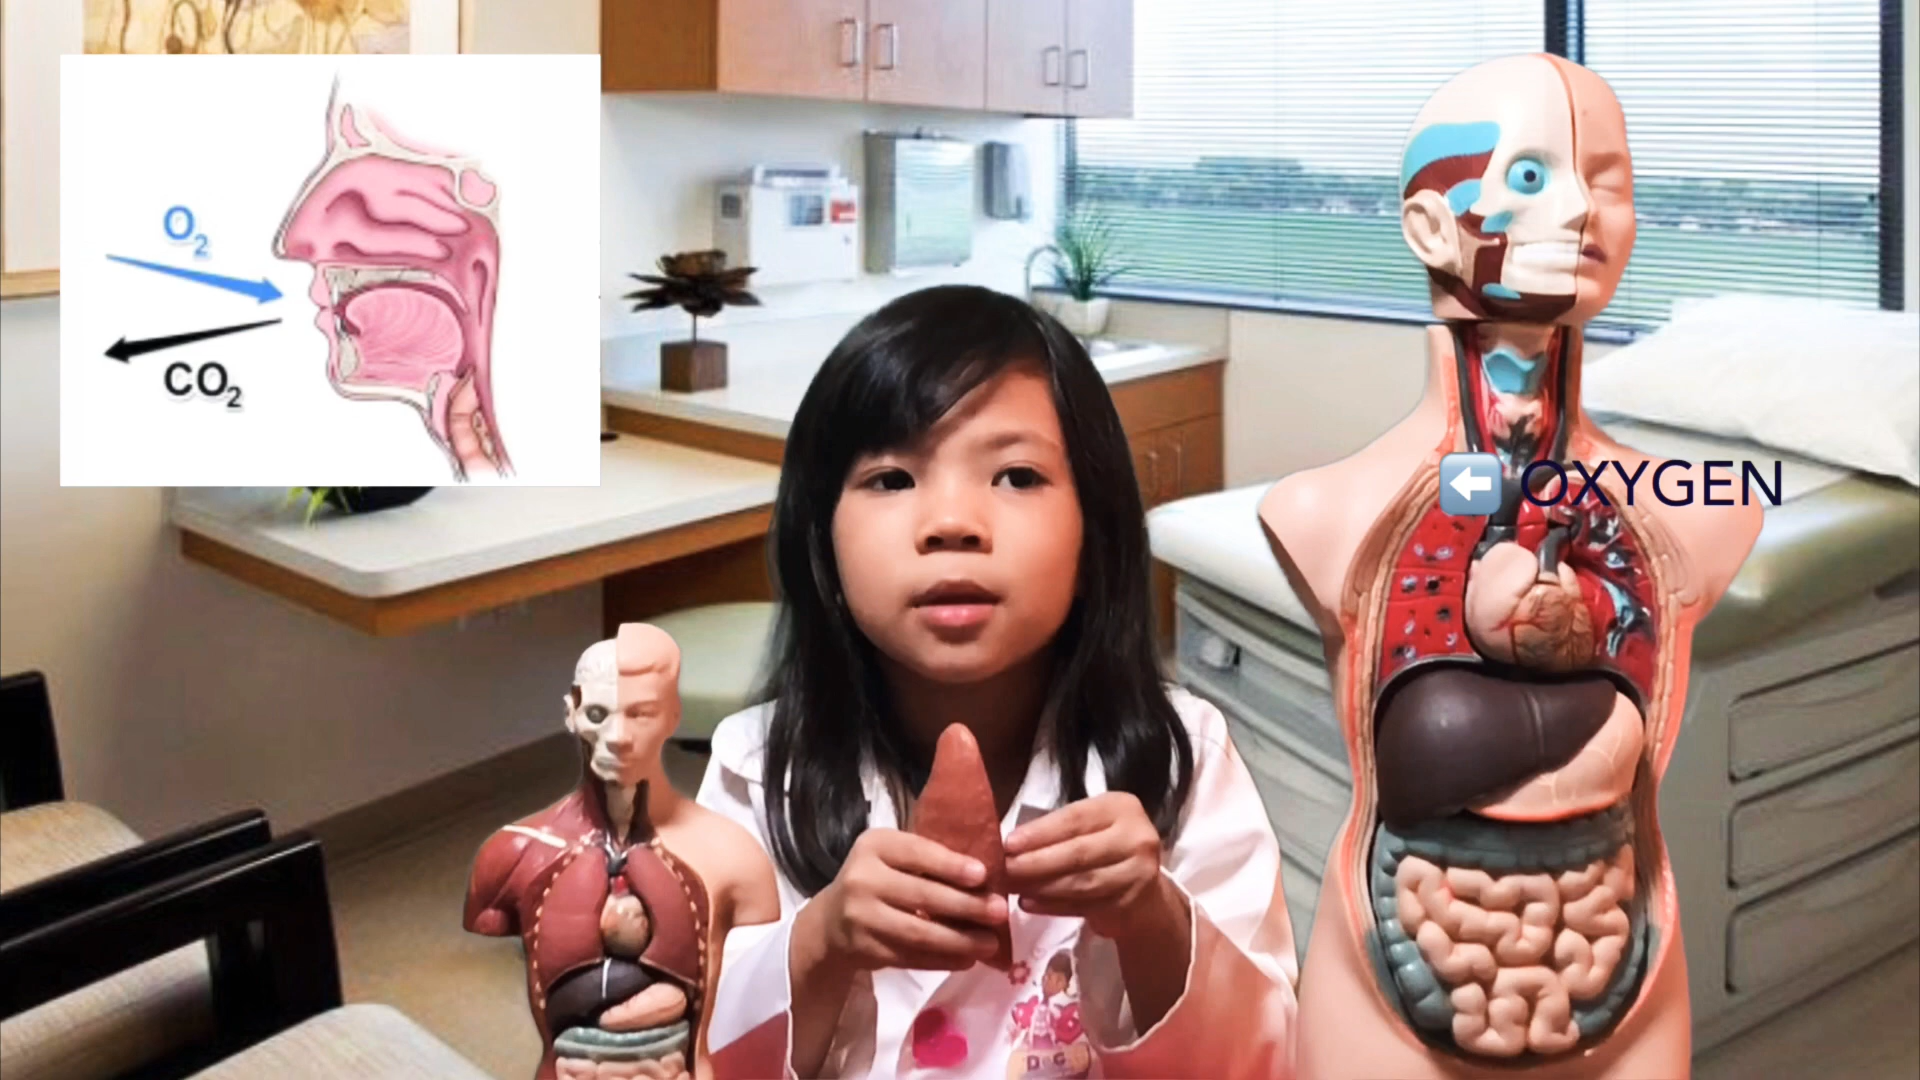 O₂
CO₂
⬅ OXYGEN